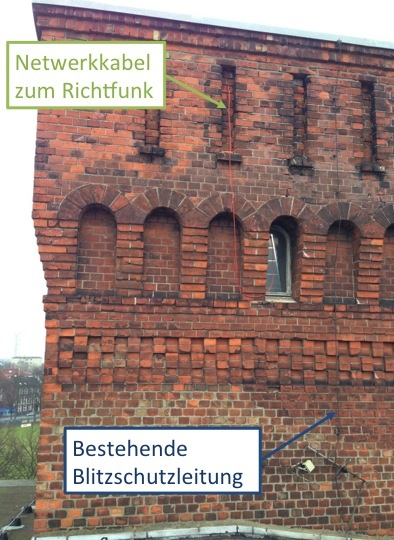 Netwerkkabel
zum Richtfunk
Bestehende
Blitzschutzleitung